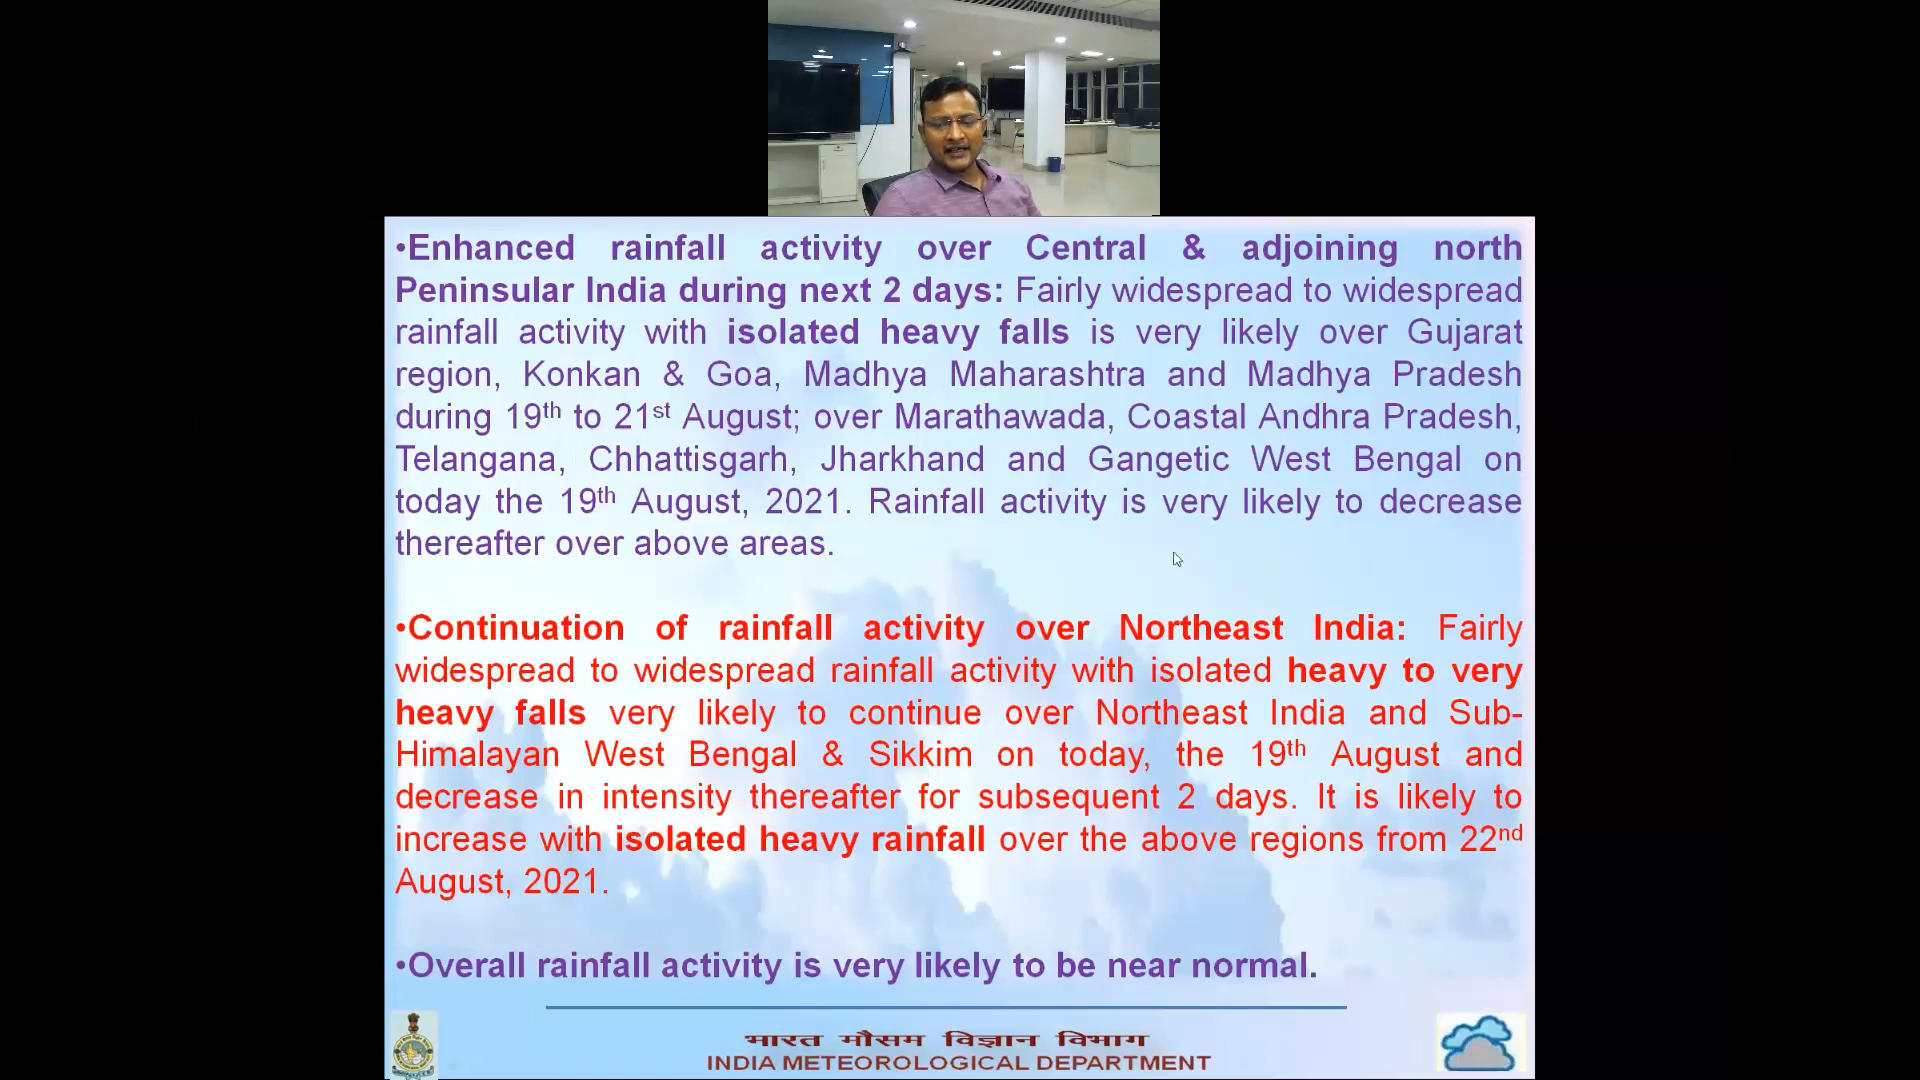 •Enhanced rainfall activity over Central & adjoining north
Peninsular India during next 2 days: Fairly widespread to widespread
rainfall activity with isolated heavy falls is very likely over Gujarat
region, Konkan & Goa, Madhya Maharashtra and Madhya Pradesh
during 19th to 21st August; over Marathawada, Coastal Andhra Pradesh,
Telangana, Chhattisgarh, Jharkhand and Gangetic West Bengal on
today the 19th August, 2021. Rainfall activity is very likely to decrease
thereafter over above areas.
•Continuation of rainfall activity over Northeast India: Fairly
widespread to widespread rainfall activity with isolated heavy to very
heavy falls very likely to continue over Northeast India and Sub-
Himalayan West Bengal & Sikkim on today, the 19th August and
decrease in intensity thereafter for subsequent 2 days. It is likely to
increase with isolated heavy rainfall over the above regions from 22nd
August, 2021.
•Overall rainfall activity is very likely to be near normal.
भारत मौसम विज्ञान विभाग
INDIA METEOROLOGICAL DEPARTMENT